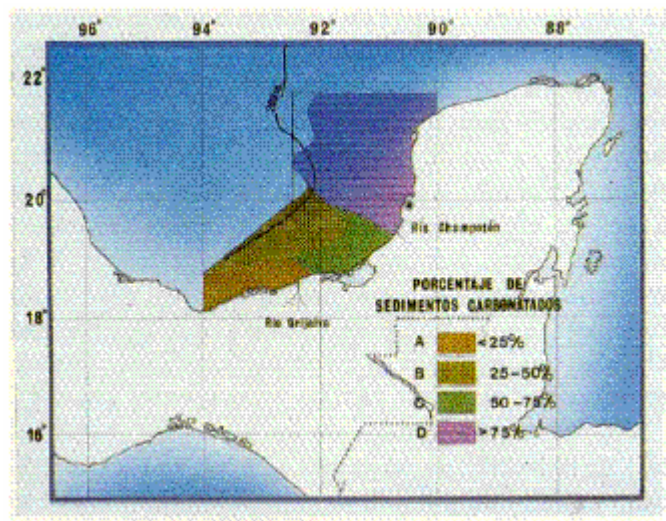 96° 94° 92° 90° 88°
22°
20°
18°
16°
Río Champotón
Río Grijalva
PORCENTAJE DE
SEDIMENTOS CARBONATADOS
A <25%
B 25-50%
C 50-75%
D >75%